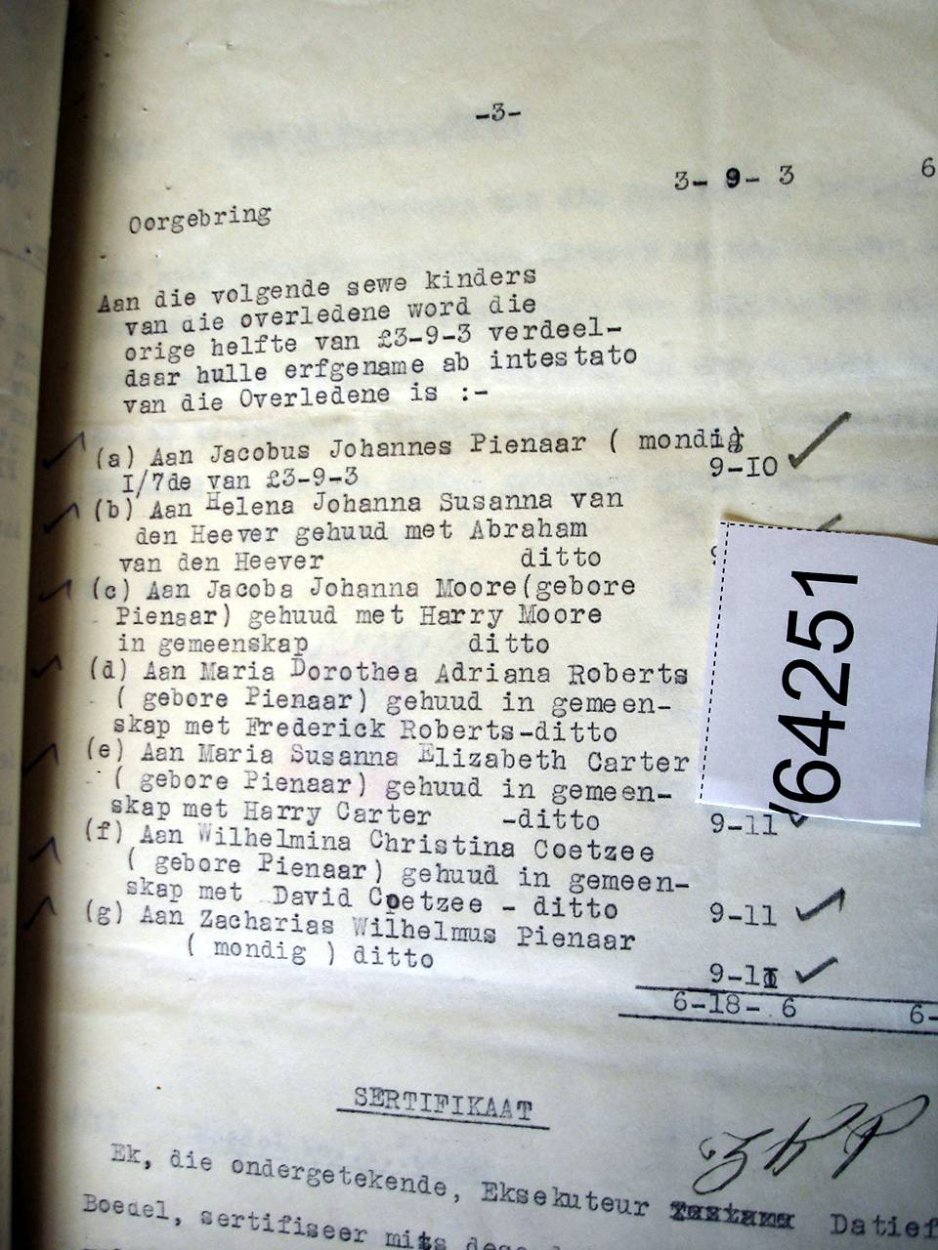 -3-
3- 9- 3 6
Oorgebring
Aan die volgende sewe kinders
van die overledene word die
orige helfte van £3-9-3 verdeel-
daar hulle erfgename ab intestato
van die Overledene is :-
(a) Aan Jacobus Johannes Pienaar ( mondig
I/7de van £3-9-3 9-IO
(b) Aan Helena Johanna Susanna van
den Heever gehuud met Abraham
van den Heever ditto
(c) Aan Jacoba Johanna Moore(gebore
Pienaar) gehuud met Harry Moore
in gemeenskap ditto
(d) Aan Maria Dorothea Adriana Roberts
( gebore Pienaar) gehuud in gemeen-
skap met Frederick Roberts-ditto
(e) Aan Maria Susanna Elizabeth Carter
( gebore Pienaar) gehuud in gemeen-
skap met Harry Carter -ditto 9-11
(f) Aan Wilhelmina Christina Coetzee
( gebore Pienaar) gehuud in gemeen-
skap met David Coetzee - ditto 9-11
(g) Aan Zacharias Wilhelmus Pienaar
( mondig ) ditto 9-11
6-18- 6 6-
64251
SERTIFIKAAT
Ek, die ondergetekende, Eksekuteur Datief
Boedel, sertifiseer mits